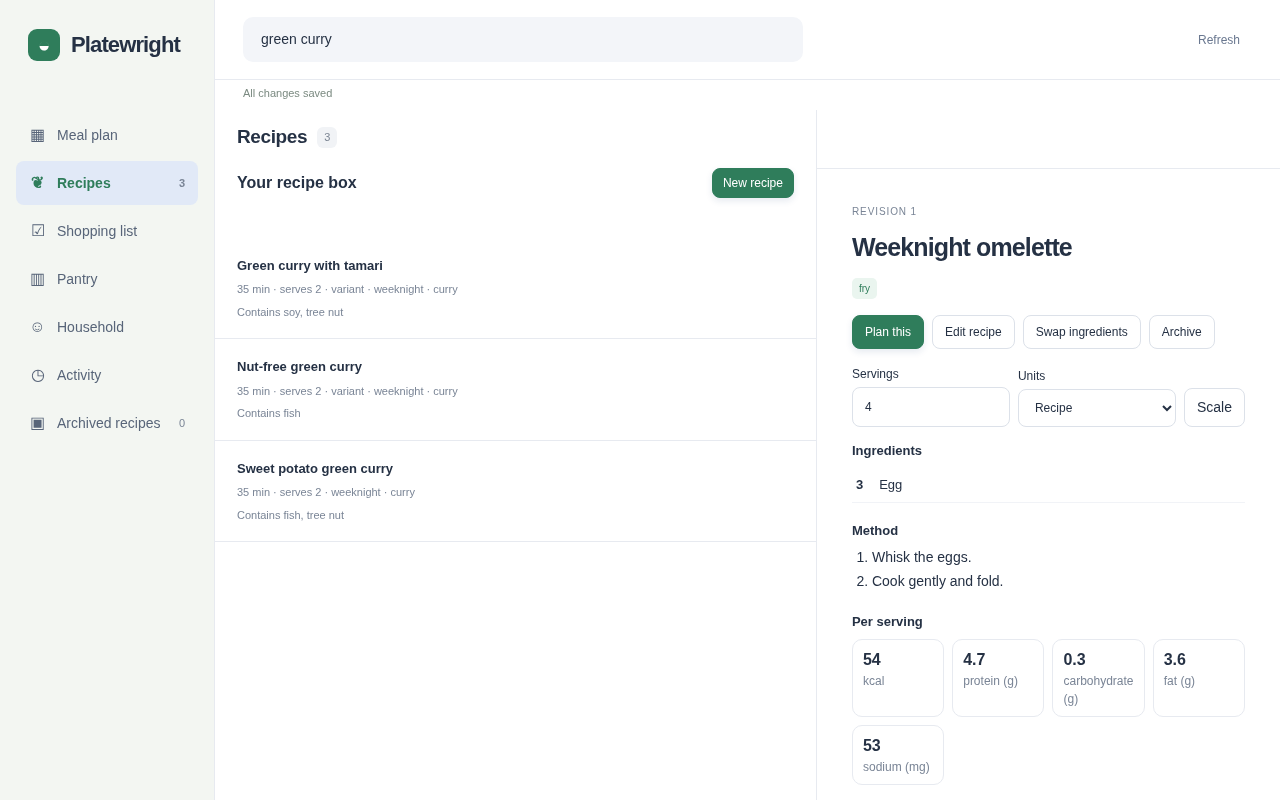 Platewright
Meal plan
Recipes 3
Shopping list
Pantry
Household
Activity
Archived recipes 0
green curry
Refresh
All changes saved
Recipes 3
Your recipe box
New recipe
Green curry with tamari
35 min · serves 2 · variant · weeknight · curry
Contains soy, tree nut
Nut-free green curry
35 min · serves 2 · variant · weeknight · curry
Contains fish
Sweet potato green curry
35 min · serves 2 · weeknight · curry
Contains fish, tree nut
REVISION 1
Weeknight omelette
fry
Plan this
Edit recipe
Swap ingredients
Archive
Servings
4
Units
Recipe
Scale
Ingredients
3 Egg
Method
1. Whisk the eggs.
2. Cook gently and fold.
Per serving
54
kcal
4.7
protein (g)
0.3
carbohydrate
(g)
3.6
fat (g)
53
sodium (mg)